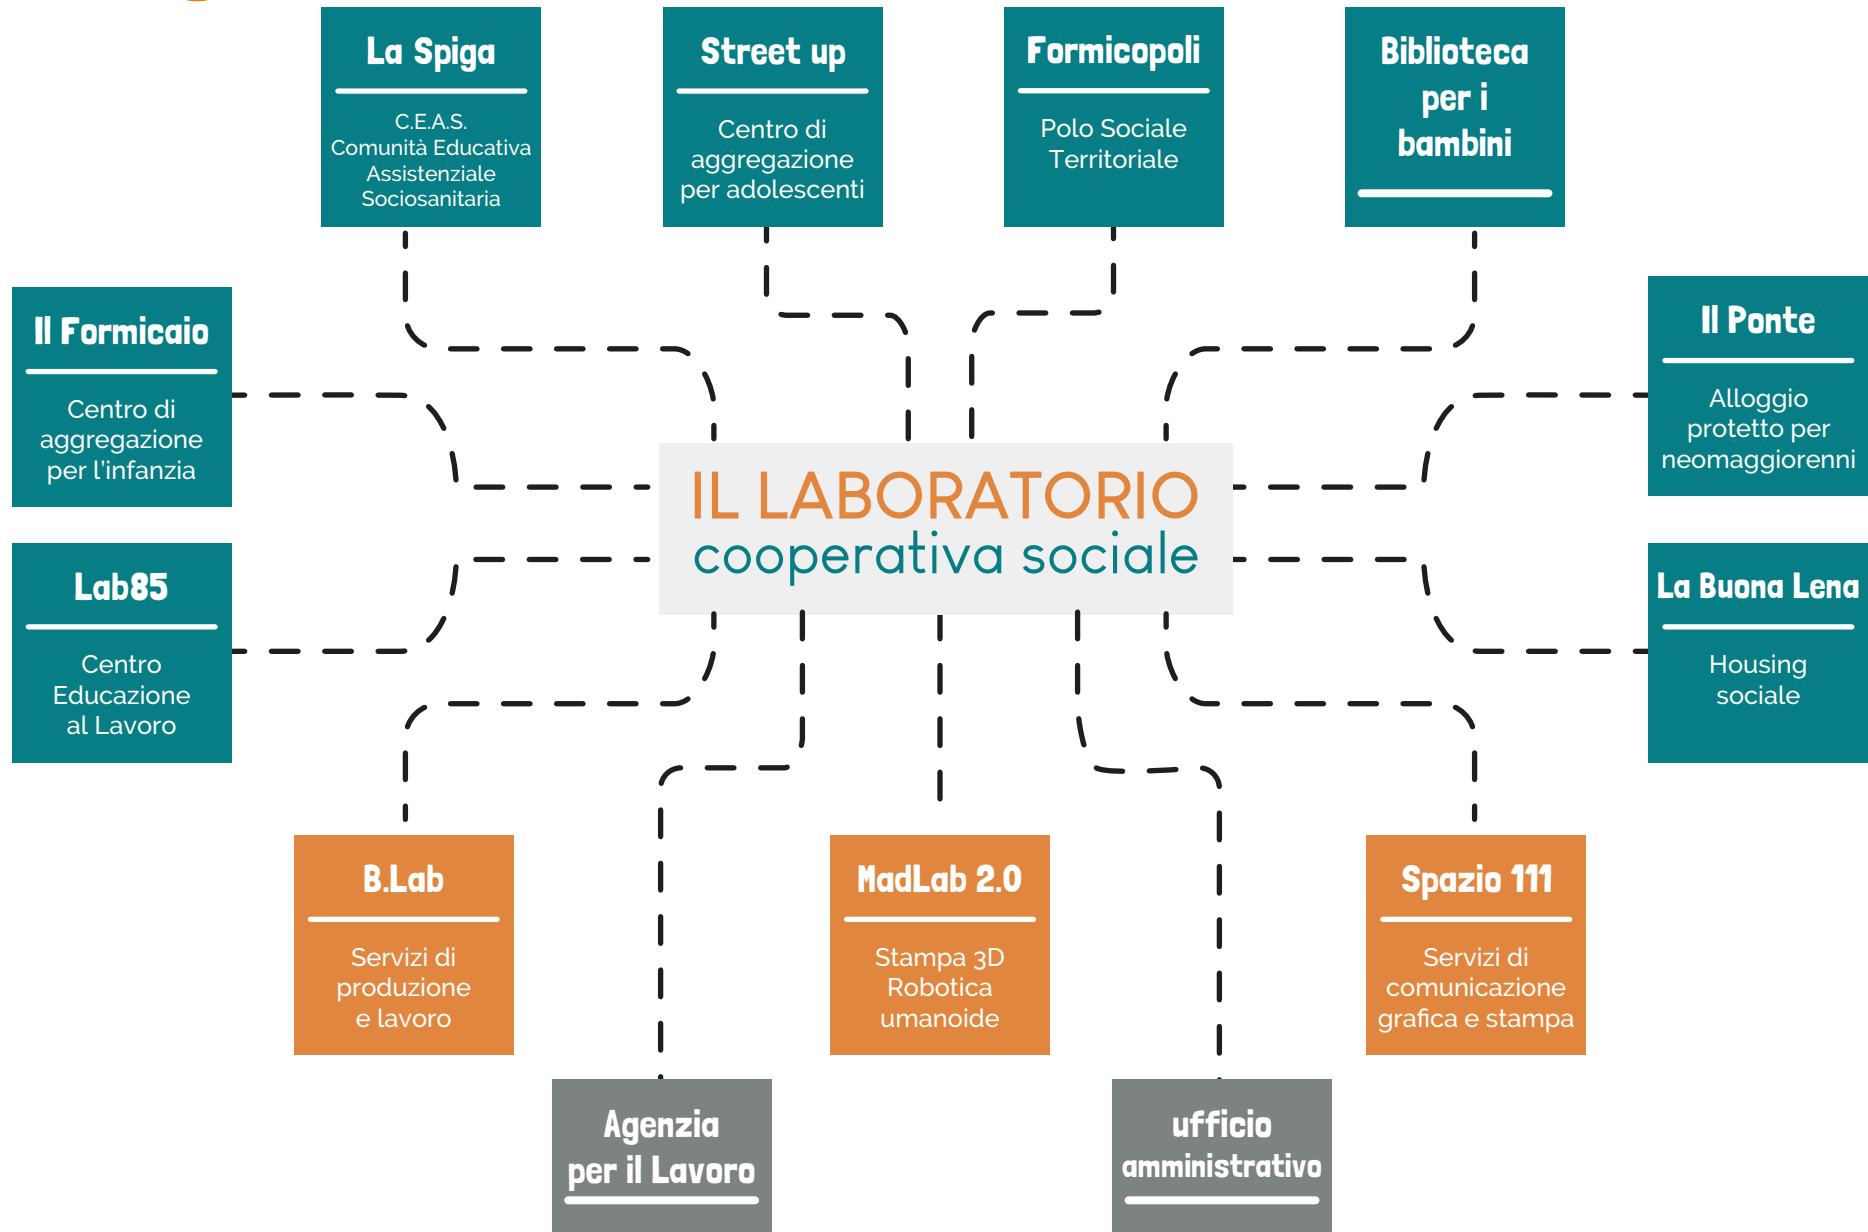 La Spiga
C.E.A.S.
Comunità Educativa
Assistenziale
Sociosanitaria
Street up
Centro di
aggregazione
per adolescenti
Formicopoli
Polo Sociale
Territoriale
Biblioteca
per i
bambini
Il Formicaio
Centro di
aggregazione
per l'infanzia
Il Ponte
Alloggio
protetto per
neomaggiorenni
IL LABORATORIO
cooperativa sociale
Lab85
Centro
Educazione
al Lavoro
La Buona Lena
Housing
sociale
B.Lab
Servizi di
produzione
e lavoro
MadLab 2.0
Stampa 3D
Robotica
umanoide
Spazio 111
Servizi di
comunicazione
grafica e stampa
Agenzia
per il Lavoro
ufficio
amministrativo